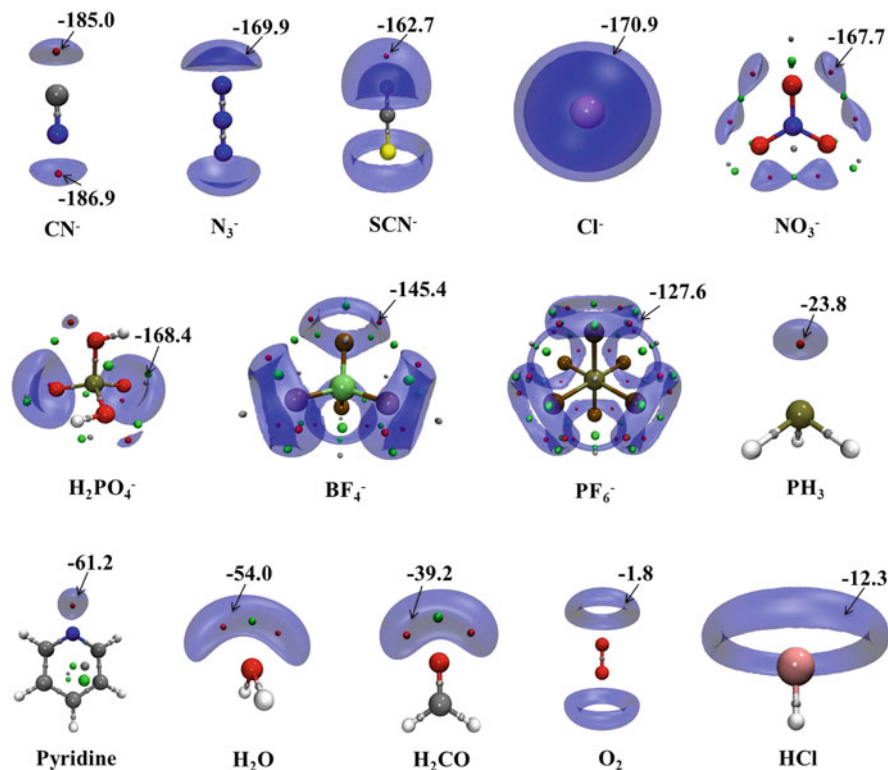 -185.0
-169.9
-162.7
-170.9
-167.7
-186.9
CN⁻
N₃⁻
SCN⁻
Cl⁻
NO₃⁻
-168.4
-145.4
-127.6
-23.8
H₂PO₄⁻
BF₄⁻
PF₆⁻
PH₃
-61.2
-54.0
-39.2
-1.8
-12.3
Pyridine
H₂O
H₂CO
O₂
HCl